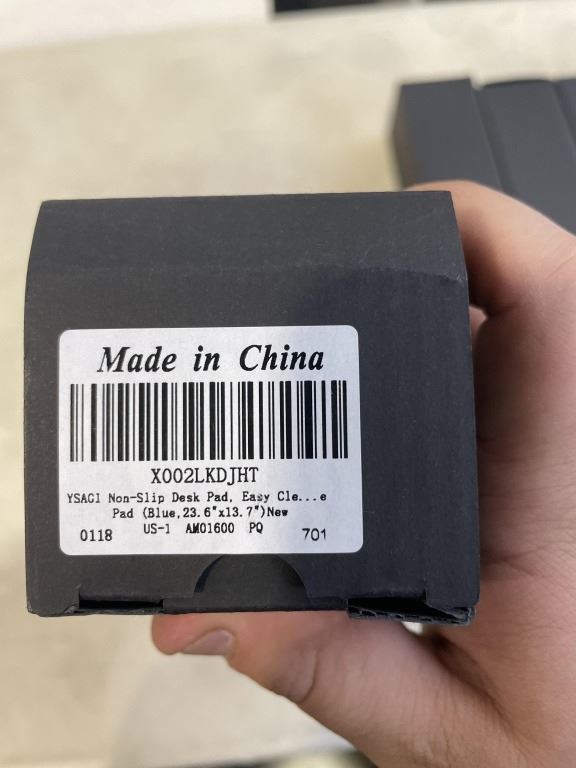 Made in China
X002LKDJHT
YSAGI Non-Slip Desk Pad, Easy Cle...e
Pad (Blue,23.6"x13.7")New
0118 US-1 AM01600 PQ 701